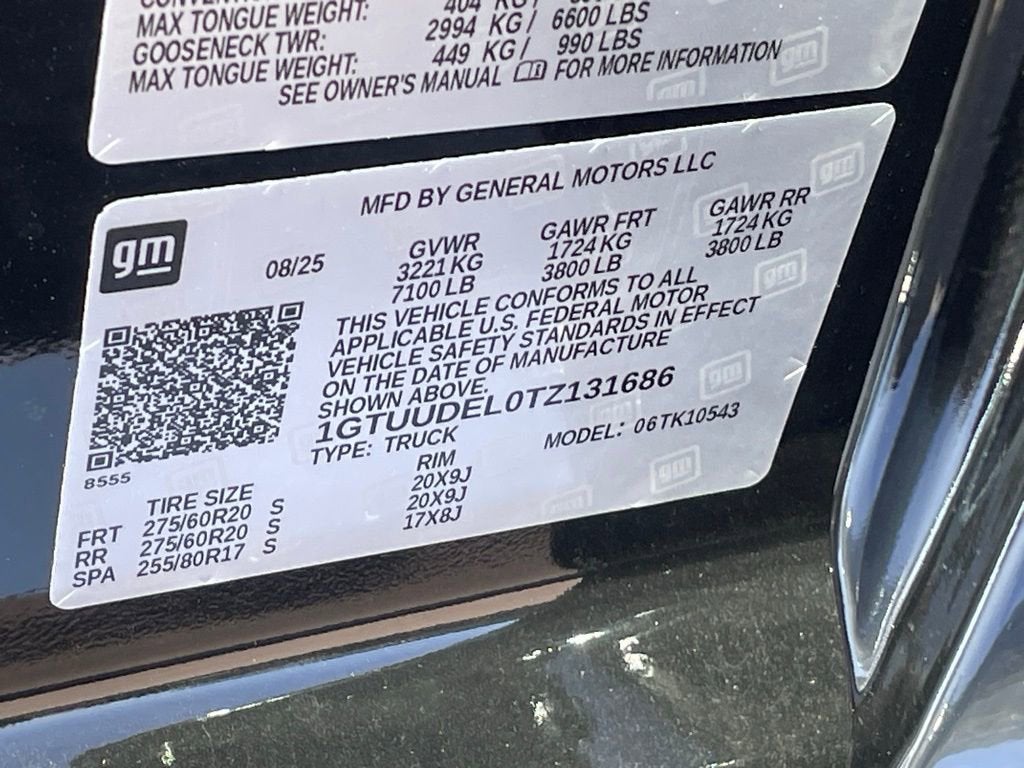 404 KG/
MAX TONGUE WEIGHT: 2994 KG/ 6600 LBS
GOOSENECK TWR: 449 KG/ 990 LBS
MAX TONGUE WEIGHT:
SEE OWNER'S MANUAL FOR MORE INFORMATION
MFD BY GENERAL MOTORS LLC
gm
08/25
GVWR GAWR FRT GAWR RR
3221 KG 1724 KG 1724 KG
7100 LB 3800 LB 3800 LB
THIS VEHICLE CONFORMS TO ALL
APPLICABLE U.S. FEDERAL MOTOR
VEHICLE SAFETY STANDARDS IN EFFECT
ON THE DATE OF MANUFACTURE
SHOWN ABOVE.
1GTUUDEL0TZ131686
TYPE: TRUCK MODEL: 06TK10543
8555
TIRE SIZE RIM
FRT 275/60R20 S 20X9J
RR 275/60R20 S 20X9J
SPA 255/80R17 S 17X8J